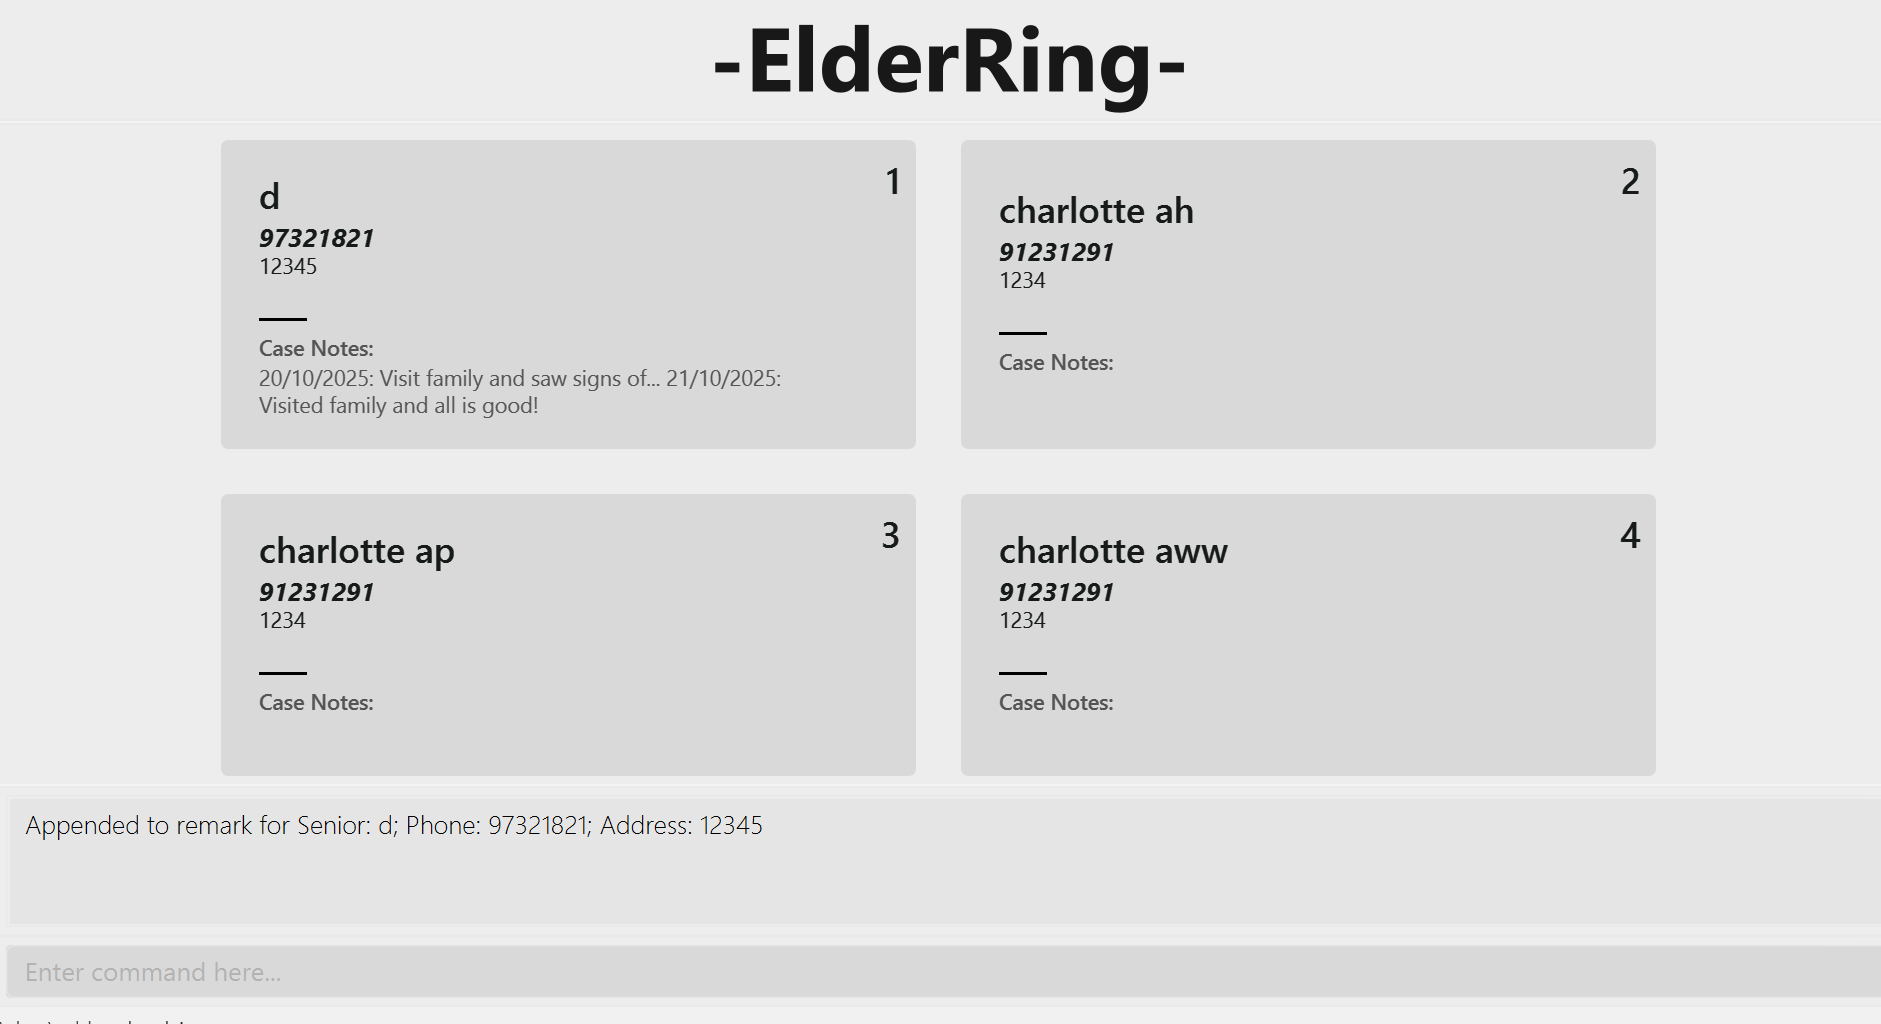 -ElderRing-
1
d
97321821
12345
Case Notes:
20/10/2025: Visit family and saw signs of... 21/10/2025:
Visited family and all is good!
2
charlotte ah
91231291
1234
Case Notes:
3
charlotte ap
91231291
1234
Case Notes:
4
charlotte aww
91231291
1234
Case Notes:
Appended to remark for Senior: d; Phone: 97321821; Address: 12345
Enter command here...